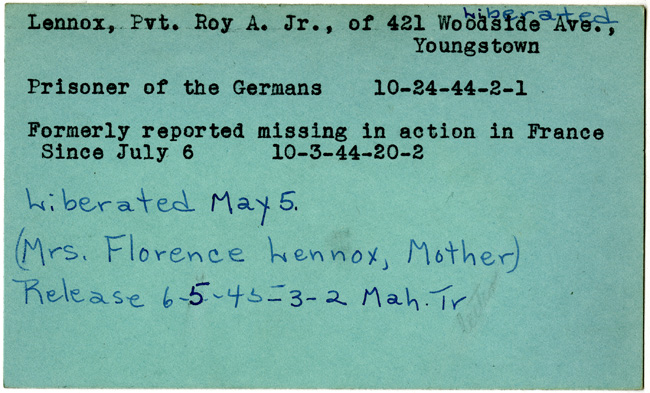 Liberated
Lennox, Pvt. Roy A. Jr., of 421 Woodside Ave.,
Youngstown
Prisoner of the Germans 10-24-44-2-1
Formerly reported missing in action in France
Since July 6 10-3-44-20-2
Liberated May 5.
(Mrs. Florence Lennox, Mother)
Release 6-5-45-3-2 Mah. Tr